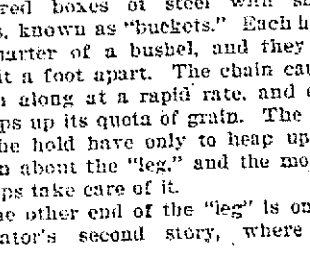 red boxes of steel with
, known as "buckets." Each h
uarter of a bushel, and they
it a foot apart. The chain ca
along at a rapid rate, and
ps up its quota of grain. The
he hold have only to heap up
n about the "leg," and the mo
ps take care of it.
he other end of the "leg" is on
ator's second story, where